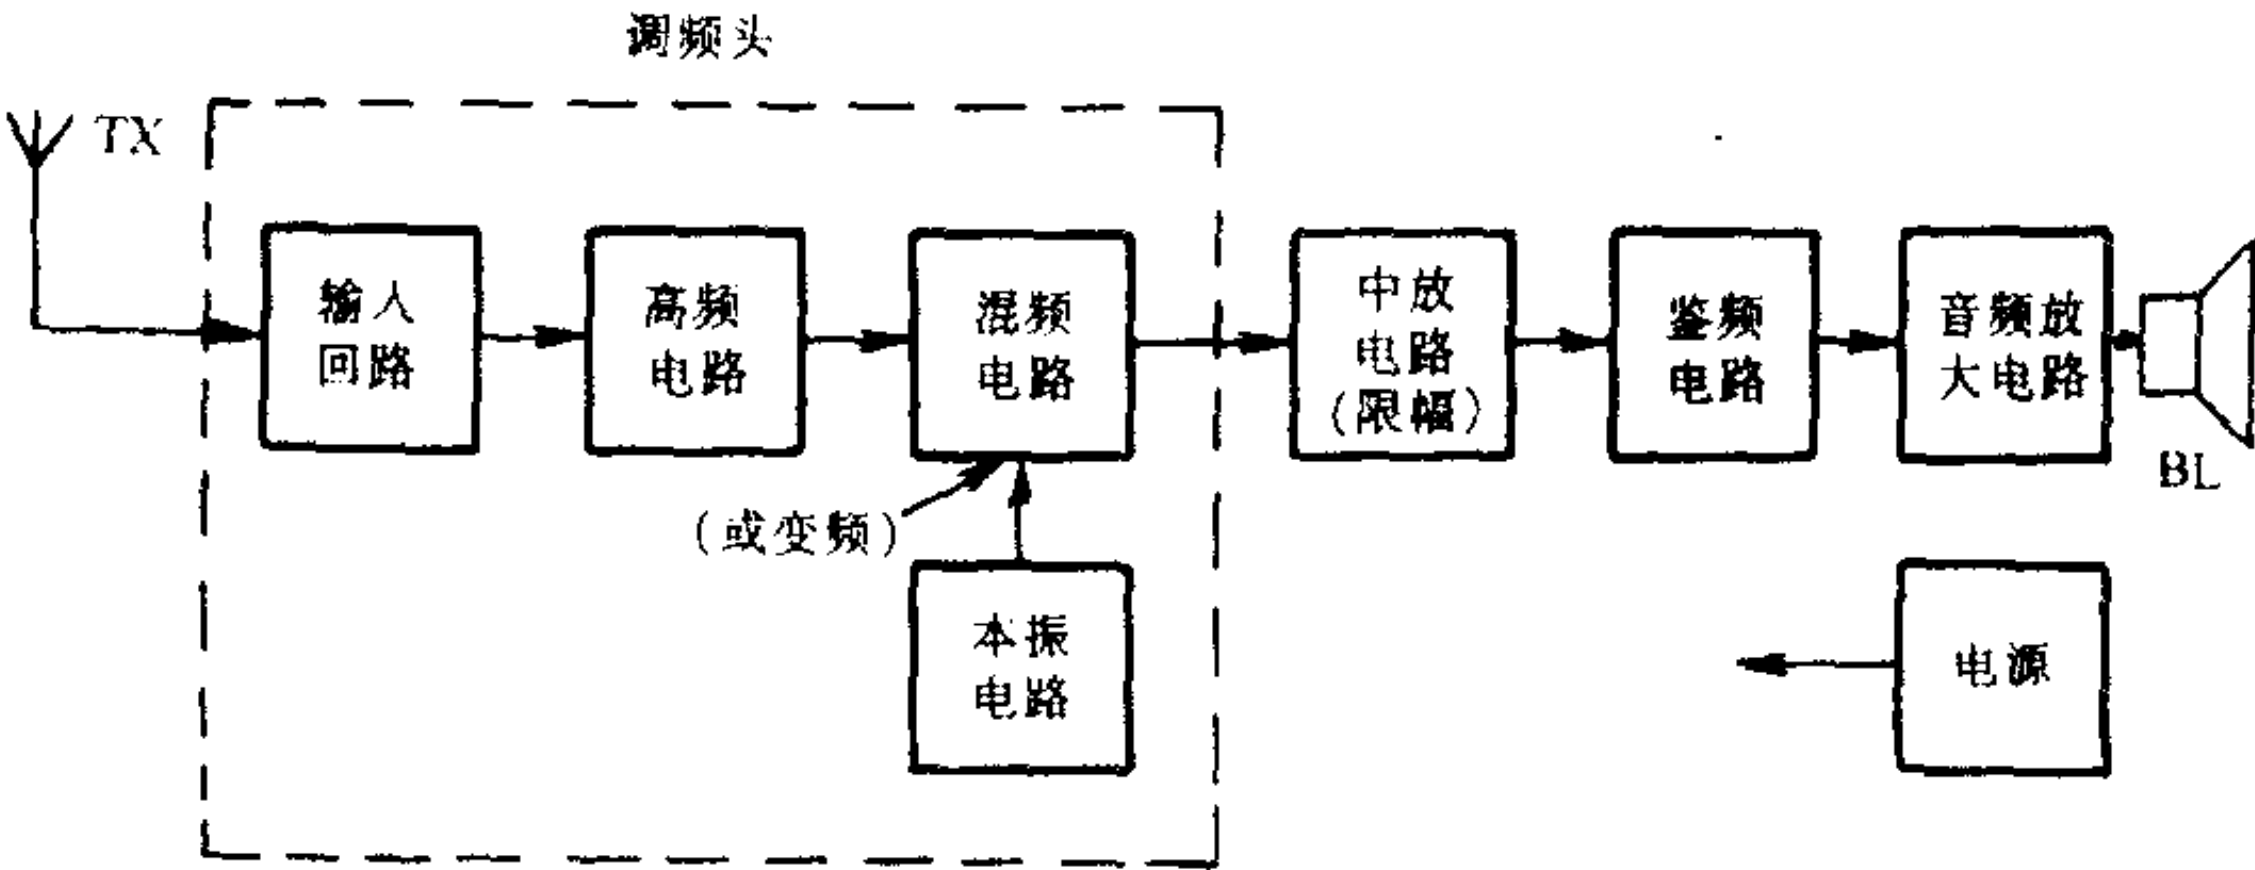 调频头
TX
输入
回路
高频
电路
混频
电路
中放
电路
(限幅)
鉴频
电路
音频放
大电路
BL
(或变频)
本振
电路
电源